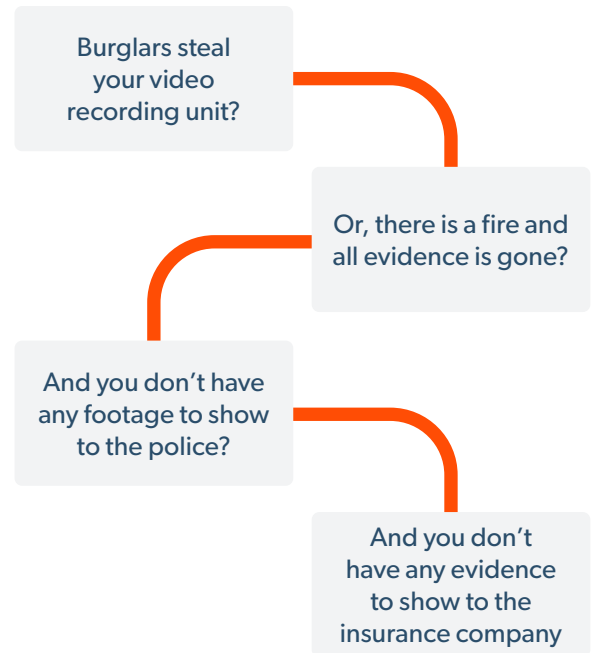 Burglars steal
your video
recording unit?
Or, there is a fire and
all evidence is gone?
And you don’t have
any footage to show
to the police?
And you don’t
have any evidence
to show to the
insurance company